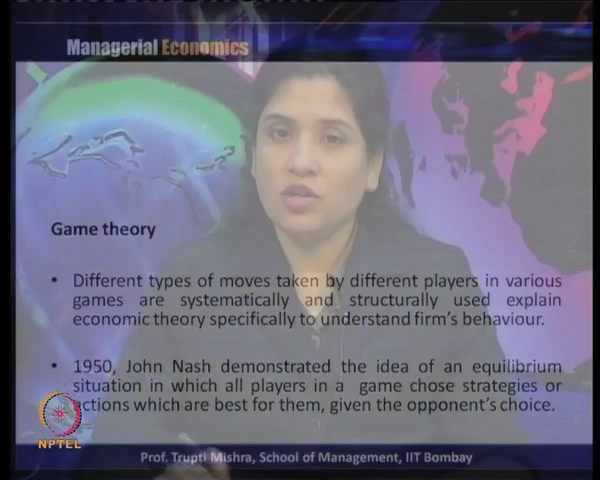 Managerial Economics
Game theory
• Different types of moves taken by different players in various
games are systematically and structurally used explain
economic theory specifically to understand firm's behaviour.
• 1950, John Nash demonstrated the idea of an equilibrium
situation in which all players in a game chose strategies or
actions which are best for them, given the opponent's choice.
NPTEL
Prof. Trupti Mishra, School of Management, IIT Bombay